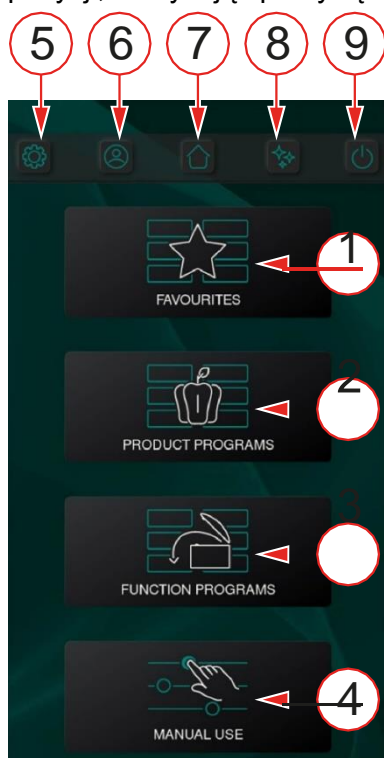 5 6 7 8 9
1
FAVOURITES
2
PRODUCT PROGRAMS
3
FUNCTION PROGRAMS
4
MANUAL USE